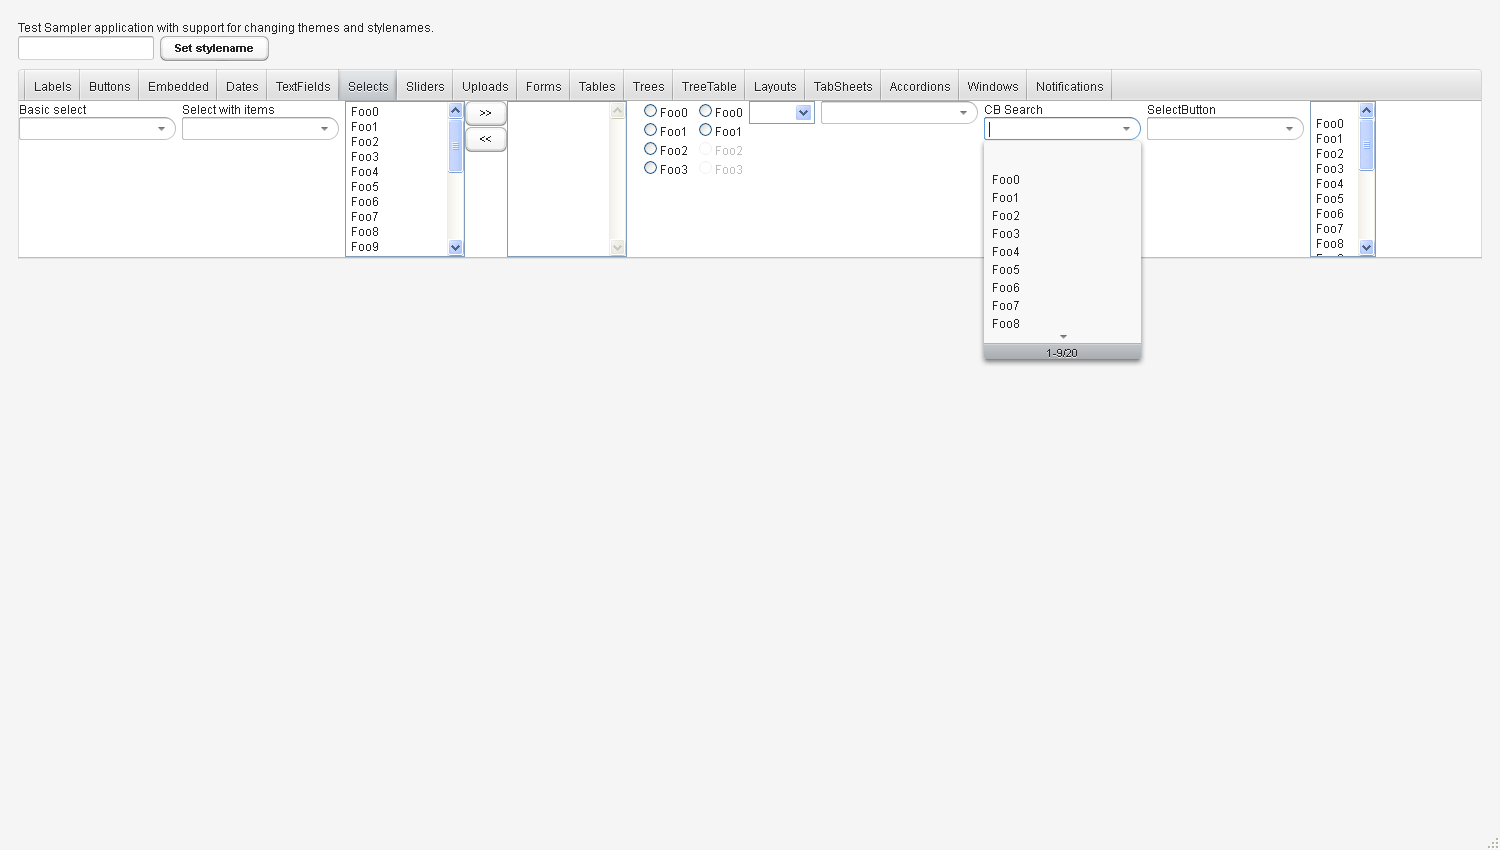 Test Sampler application with support for changing themes and stylenames.
Set stylename
Labels Buttons Embedded Dates TextFields Selects Sliders Uploads Forms Tables Trees TreeTable Layouts TabSheets Accordions Windows Notifications
Basic select
Select with items
Foo0
Foo1
Foo2
Foo3
Foo4
Foo5
Foo6
Foo7
Foo8
Foo9
>>
<<
Foo0
Foo1
Foo2
Foo3
Foo0
Foo1
Foo2
Foo3
CB Search
Foo0
Foo1
Foo2
Foo3
Foo4
Foo5
Foo6
Foo7
Foo8
1-9/20
SelectButton
Foo0
Foo1
Foo2
Foo3
Foo4
Foo5
Foo6
Foo7
Foo8